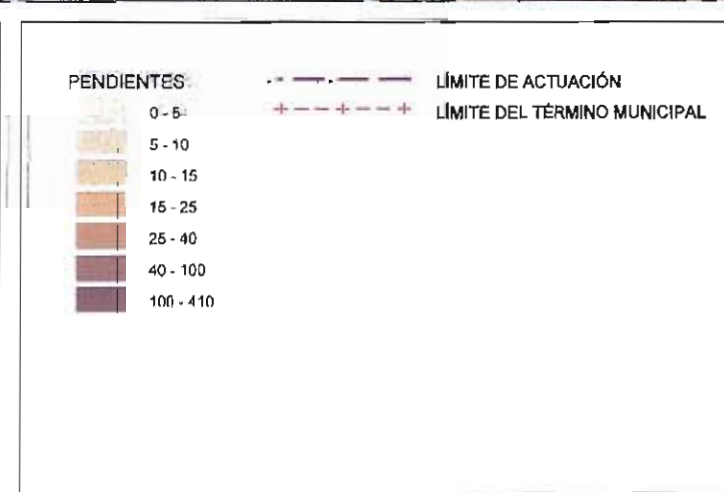 PENDIENTES
0 - 5
5 - 10
10 - 15
15 - 25
25 - 40
40 - 100
100 - 410
LÍMITE DE ACTUACIÓN
LÍMITE DEL TÉRMINO MUNICIPAL